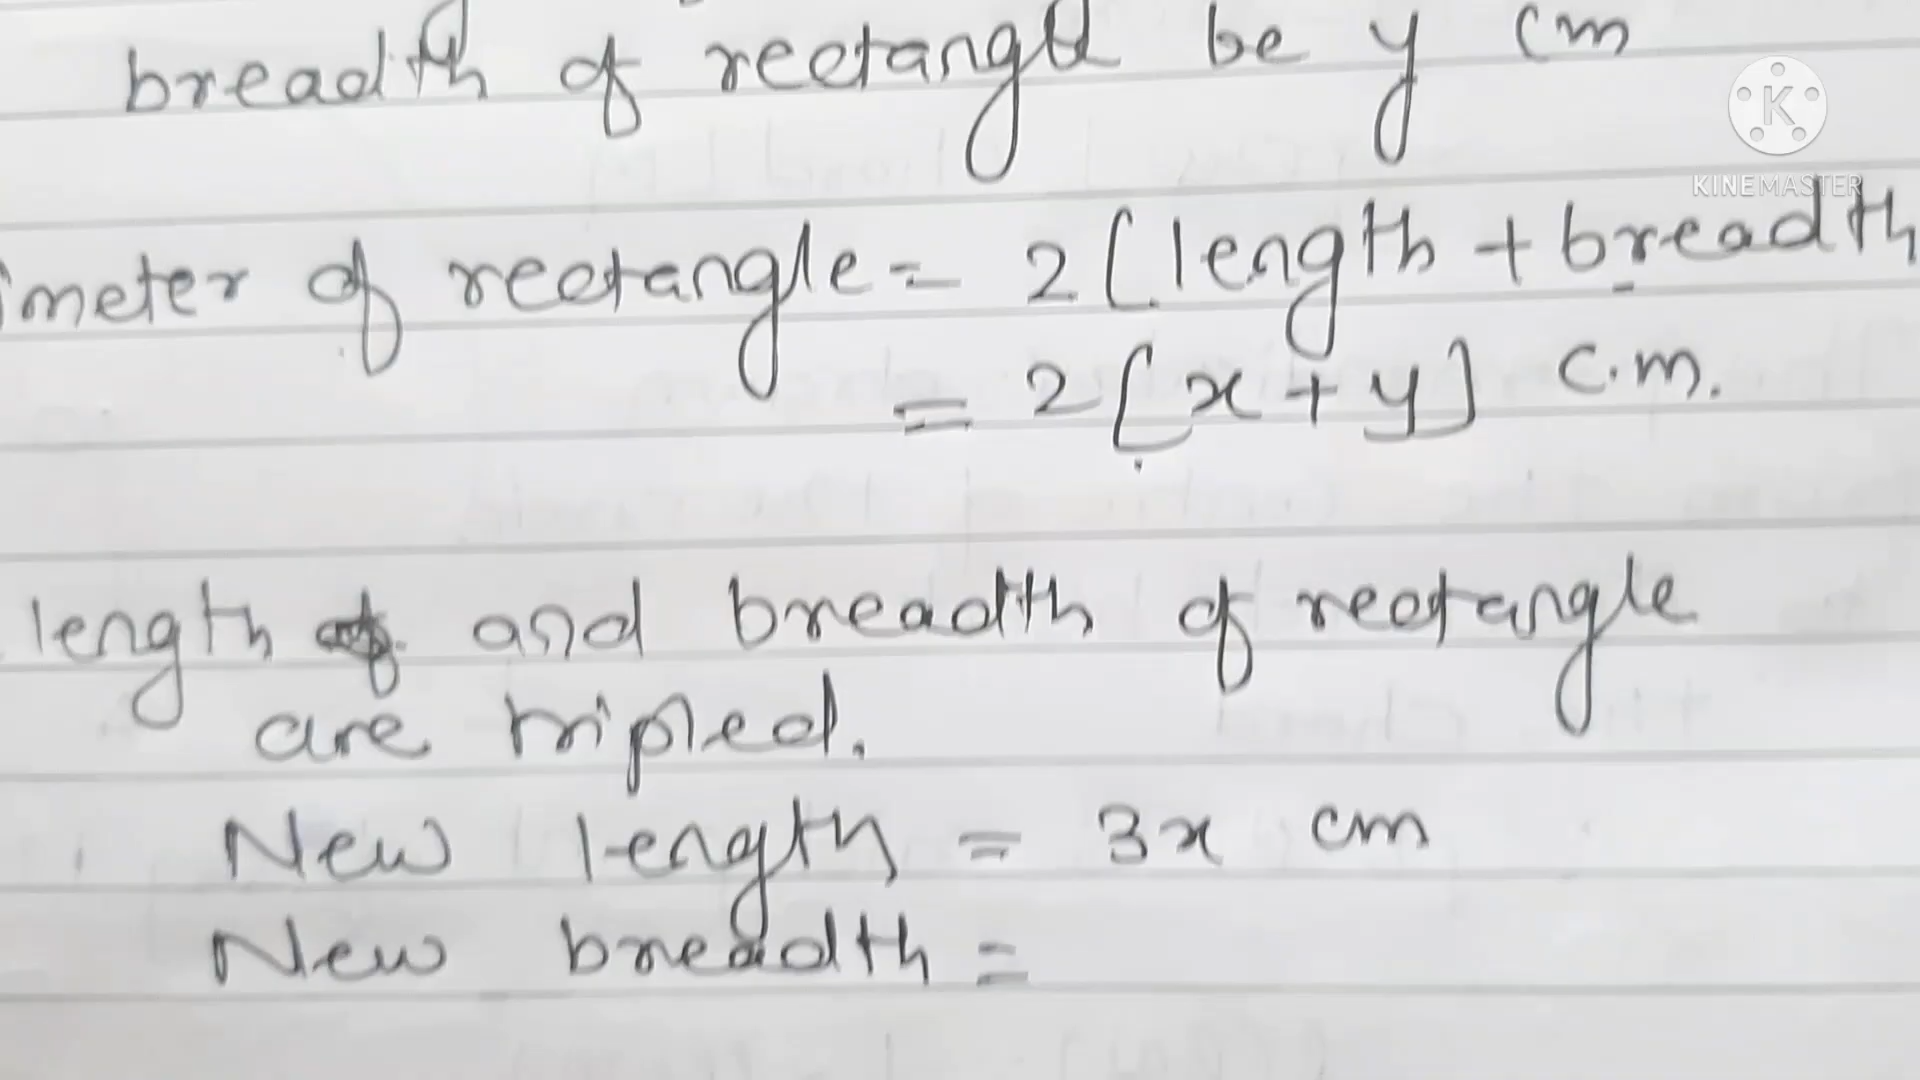 breadth of rectangle be y cm
KINEMASTER
meter of rectangle = 2[length + breadth
= 2[x + y] c.m.
length and breadth of rectangle
are tripled.
New length = 3x cm
New breadth =